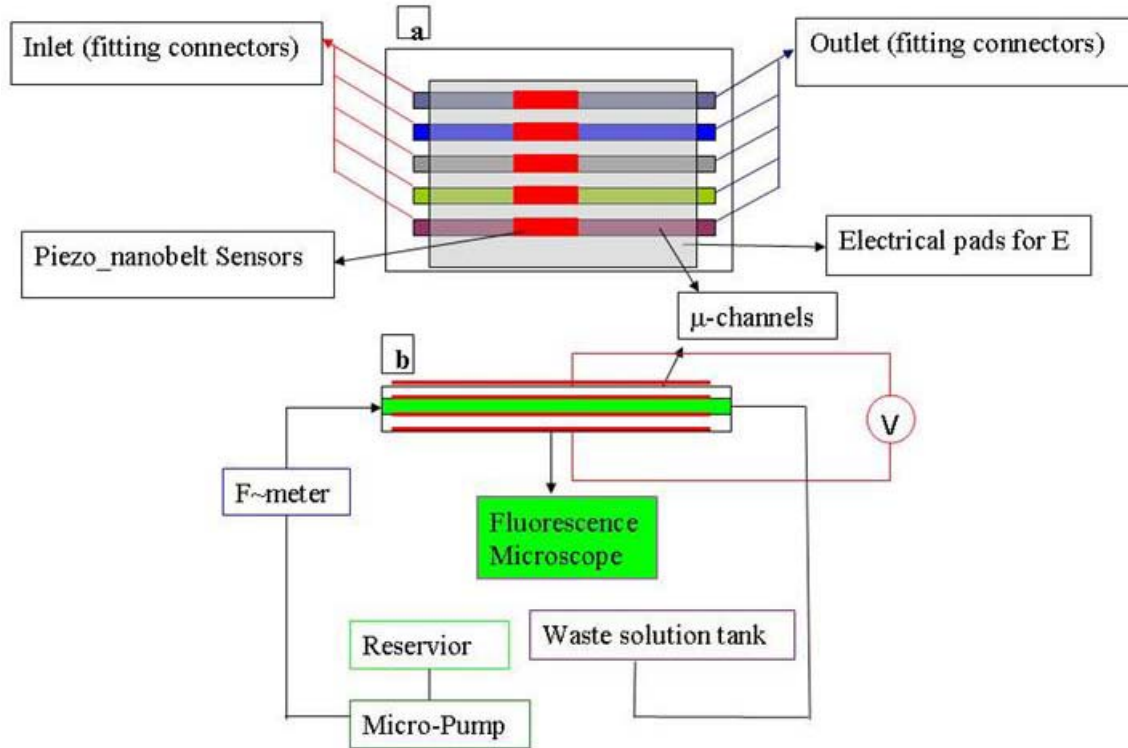 a
Inlet (fitting connectors)
Outlet (fitting connectors)
Piezo_nanobelt Sensors
Electrical pads for E
μ-channels
b
V
F~meter
Fluorescence
Microscope
Reservior
Waste solution tank
Micro-Pump